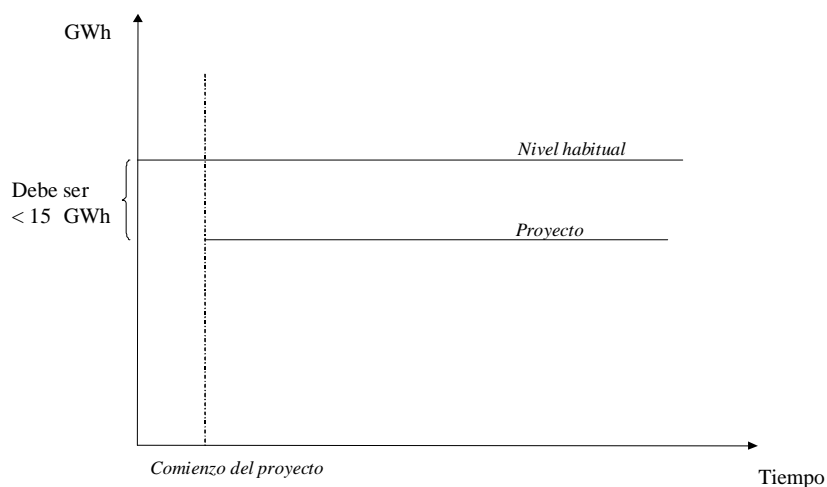 GWh
Nivel habitual
Debe ser
< 15 GWh
Proyecto
Comienzo del proyecto
Tiempo